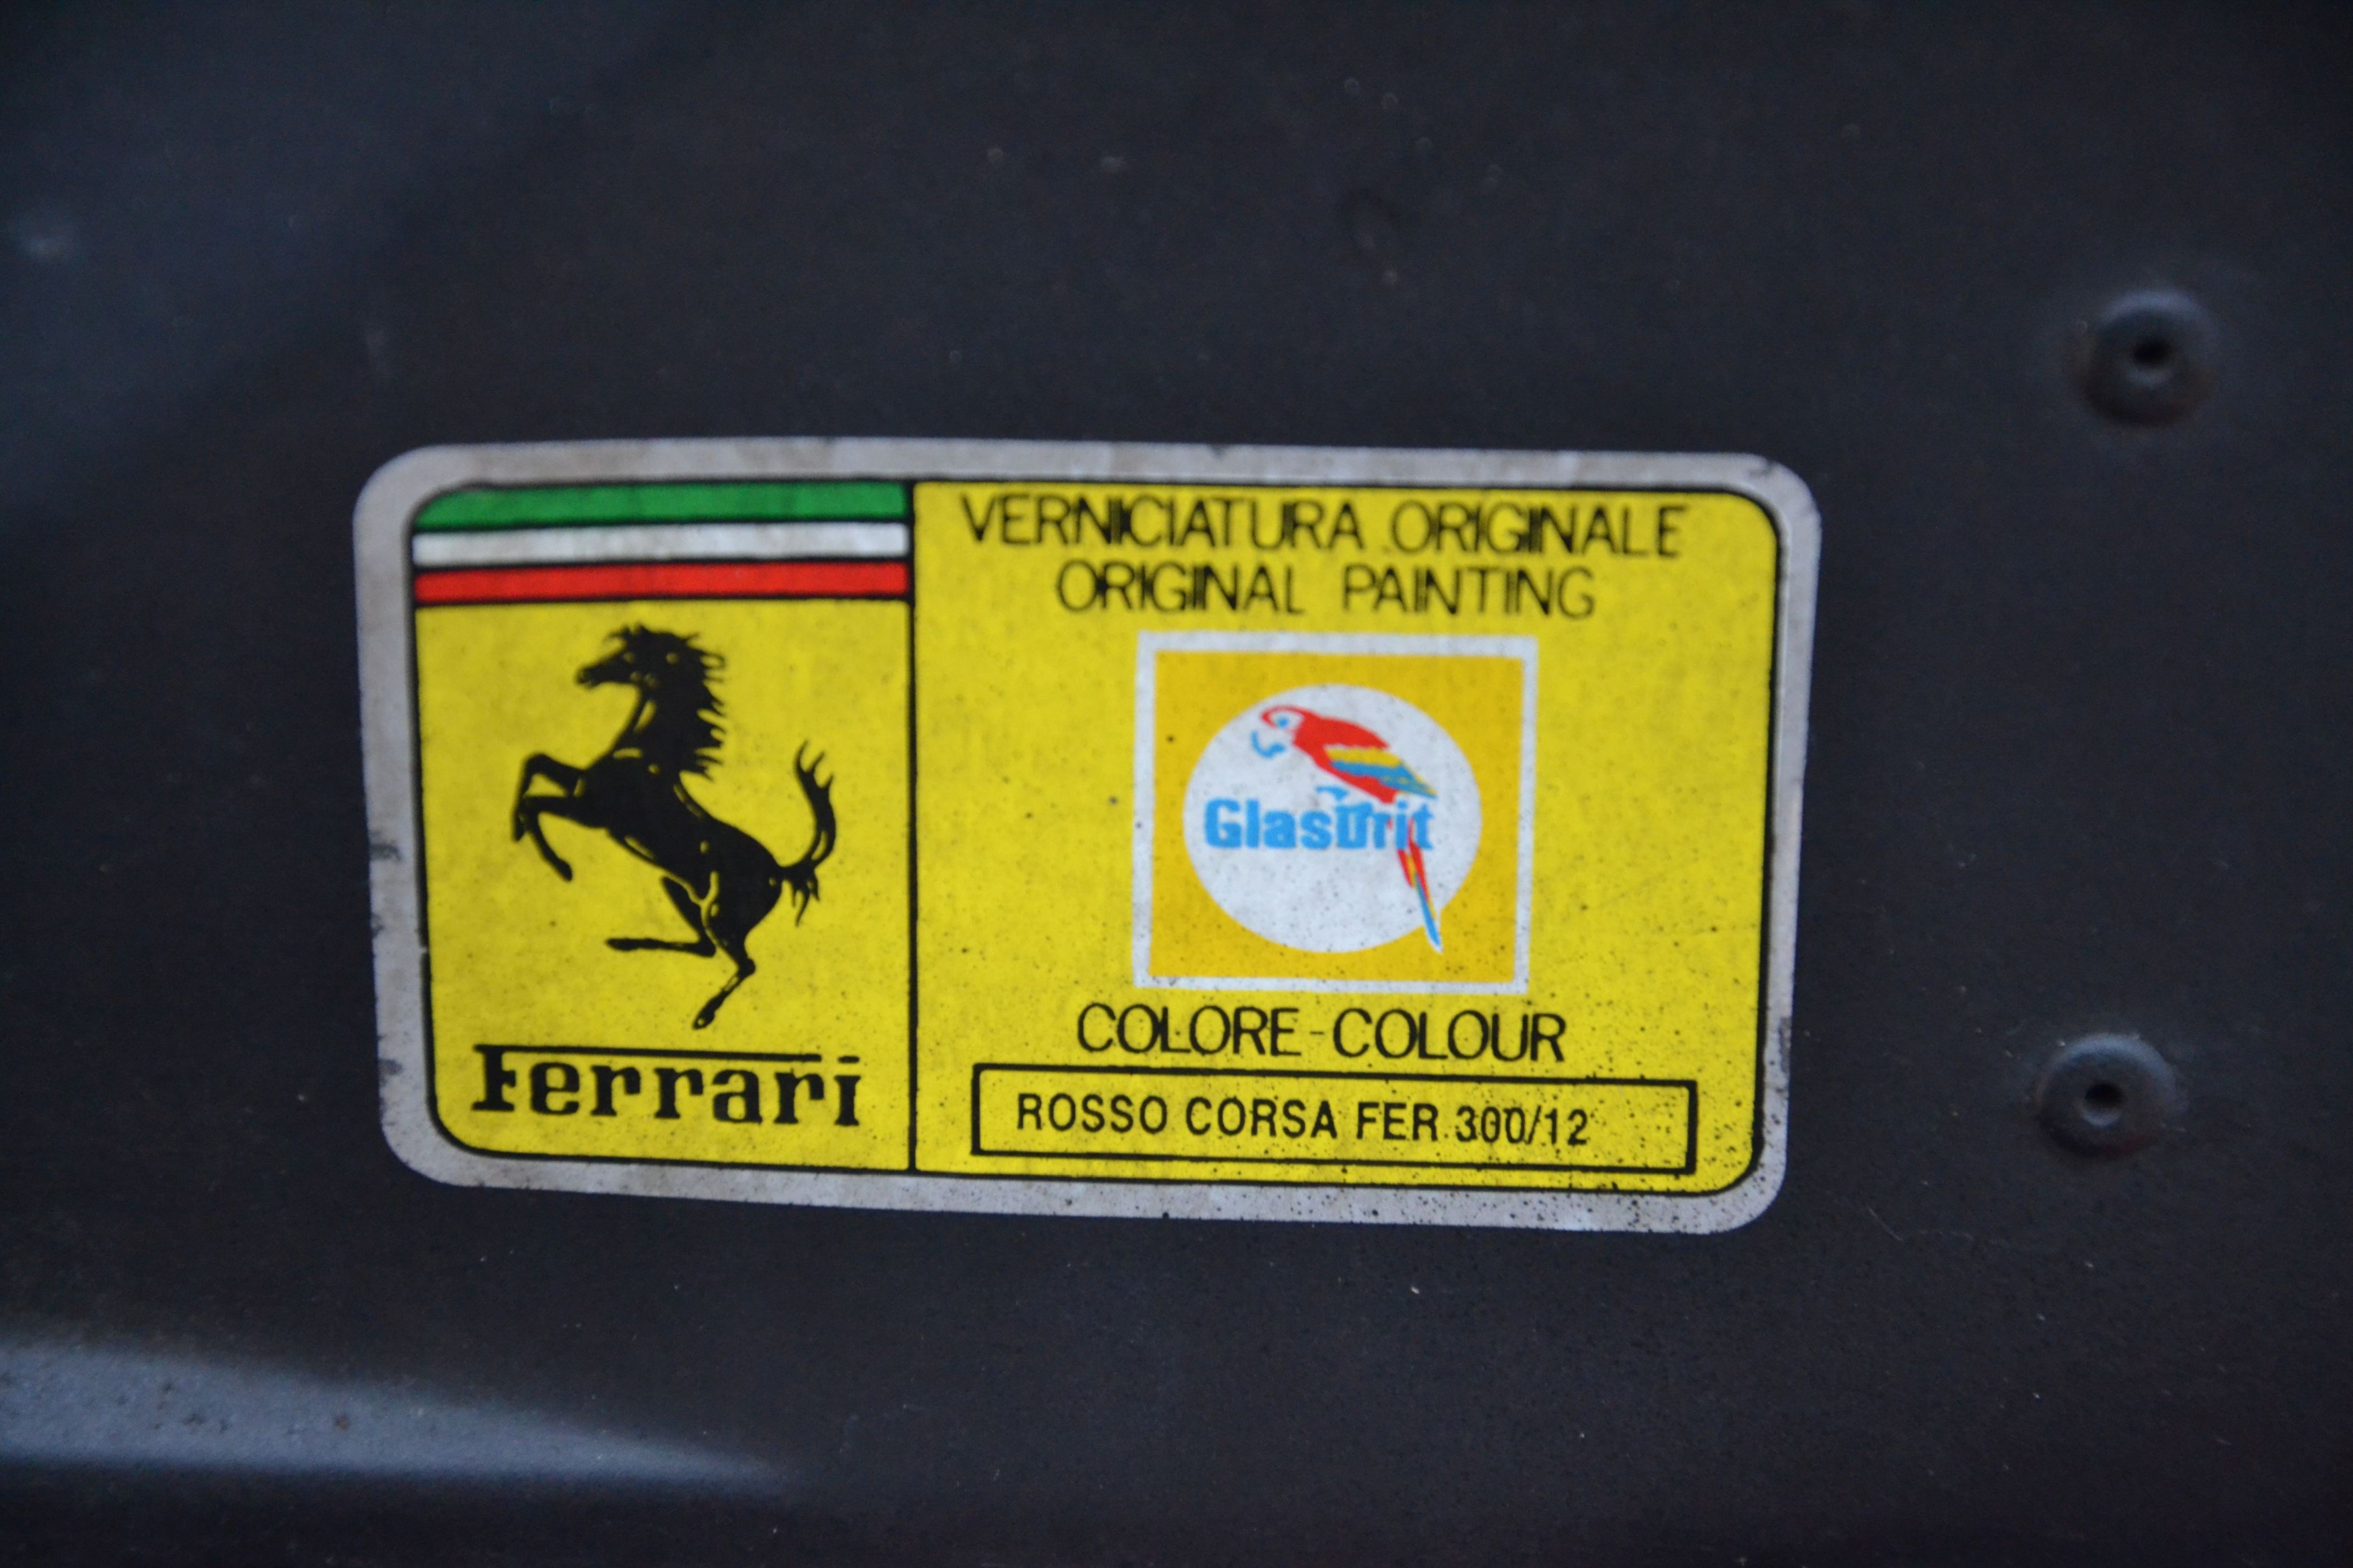 VERNICIATURA ORIGINALE
ORIGINAL PAINTING
Glasurit
COLORE-COLOUR
ROSSO CORSA FER 300/12
Ferrari